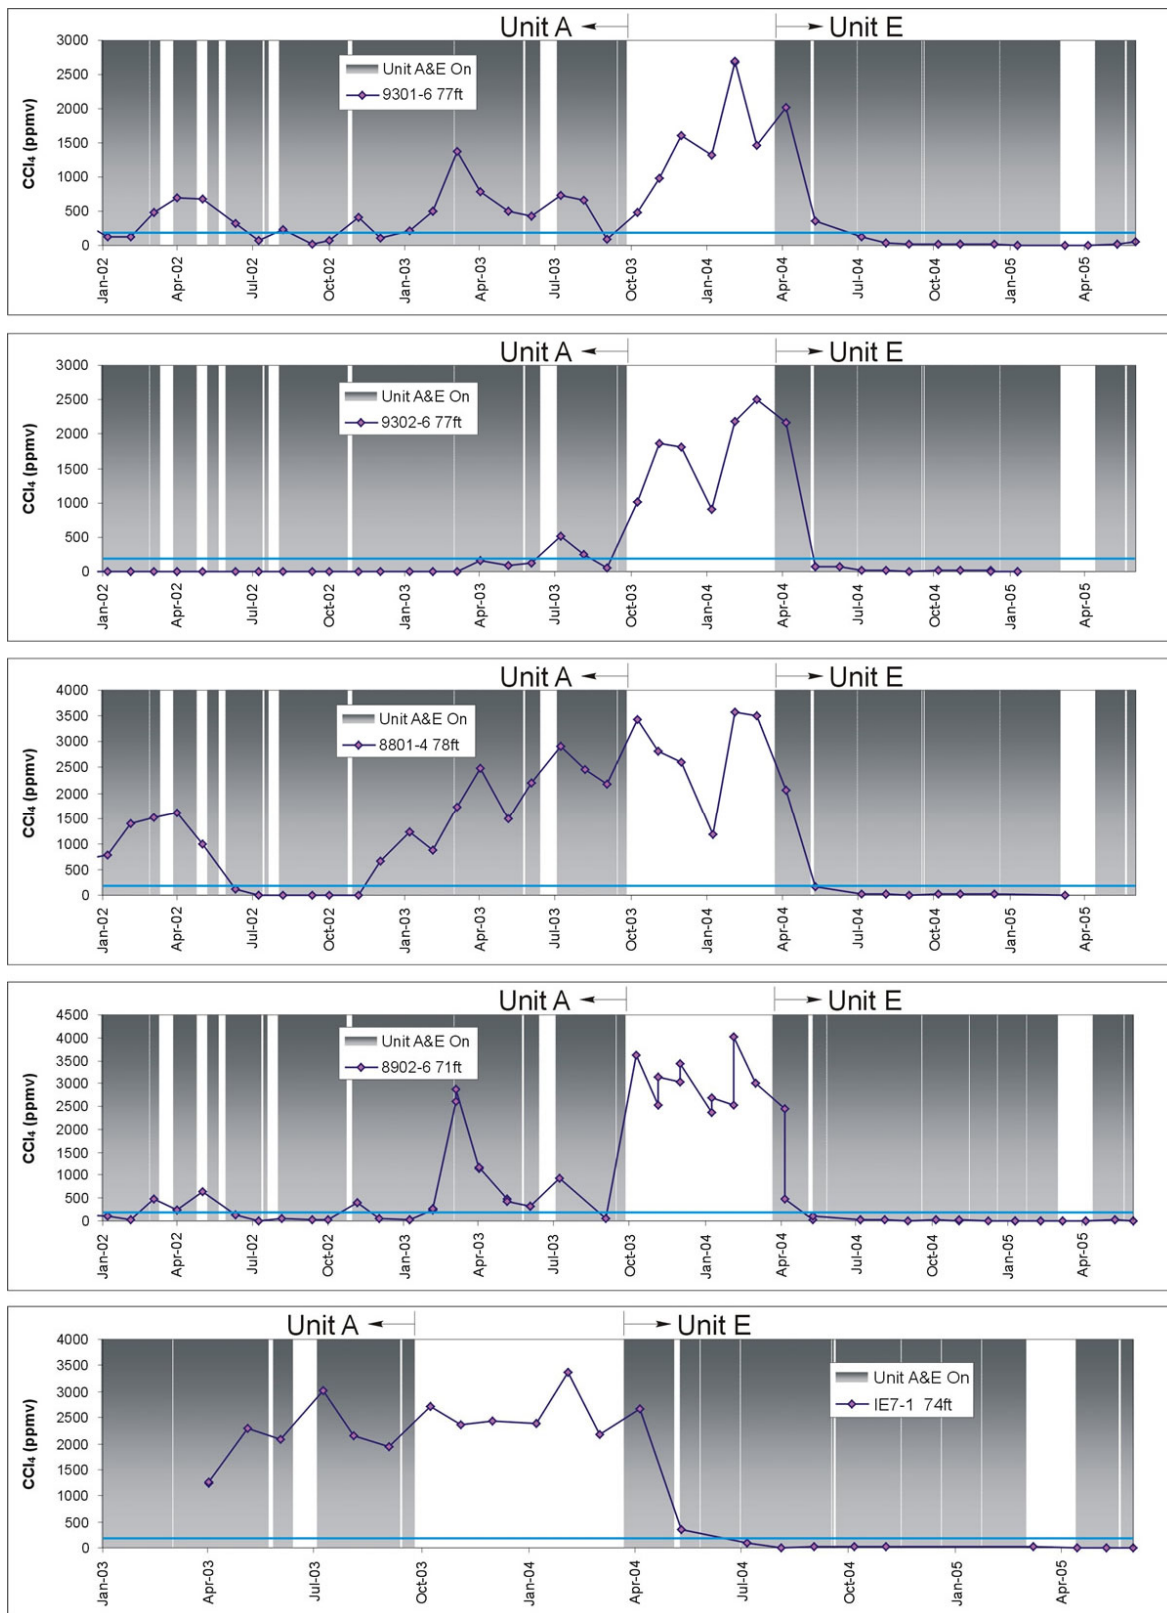 Unit A Unit E
3000
2500
2000
1500
1000
500
0
CCl₄ (ppmv)
Unit A&E On
9301-6 77ft
Jan-02 Apr-02 Jul-02 Oct-02 Jan-03 Apr-03 Jul-03 Oct-03 Jan-04 Apr-04 Jul-04 Oct-04 Jan-05 Apr-05
Unit A Unit E
3000
2500
2000
1500
1000
500
0
CCl₄ (ppmv)
Unit A&E On
9302-6 77ft
Jan-02 Apr-02 Jul-02 Oct-02 Jan-03 Apr-03 Jul-03 Oct-03 Jan-04 Apr-04 Jul-04 Oct-04 Jan-05 Apr-05
Unit A Unit E
4000
3500
3000
2500
2000
1500
1000
500
0
CCl₄ (ppmv)
Unit A&E On
8801-4 78ft
Jan-02 Apr-02 Jul-02 Oct-02 Jan-03 Apr-03 Jul-03 Oct-03 Jan-04 Apr-04 Jul-04 Oct-04 Jan-05 Apr-05
Unit A Unit E
4500
4000
3500
3000
2500
2000
1500
1000
500
0
CCl₄ (ppmv)
Unit A&E On
8902-6 71ft
Jan-02 Apr-02 Jul-02 Oct-02 Jan-03 Apr-03 Jul-03 Oct-03 Jan-04 Apr-04 Jul-04 Oct-04 Jan-05 Apr-05
Unit A Unit E
4000
3500
3000
2500
2000
1500
1000
500
0
CCl₄ (ppmv)
Unit A&E On
IE7-1 74ft
Jan-03 Apr-03 Jul-03 Oct-03 Jan-04 Apr-04 Jul-04 Oct-04 Jan-05 Apr-05